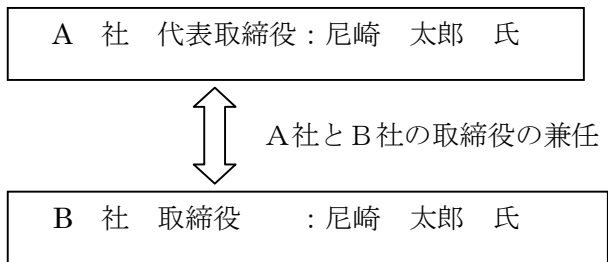 A　社　代表取締役：尼崎　太郎　氏
A社とB社の取締役の兼任
B　社　取締役　　：尼崎　太郎　氏